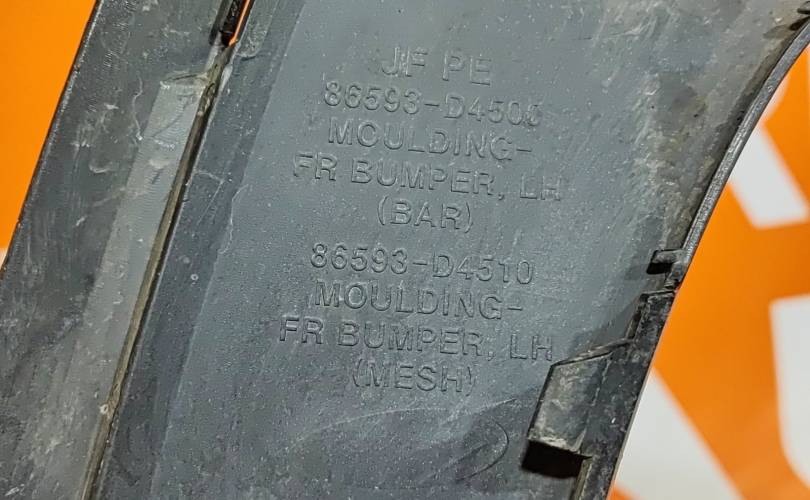 JF PE
86593-D4500
MOULDING-
FR BUMPER, LH
(BAR)
86593-D4510
MOULDING-
FR BUMPER, LH
(MESH)